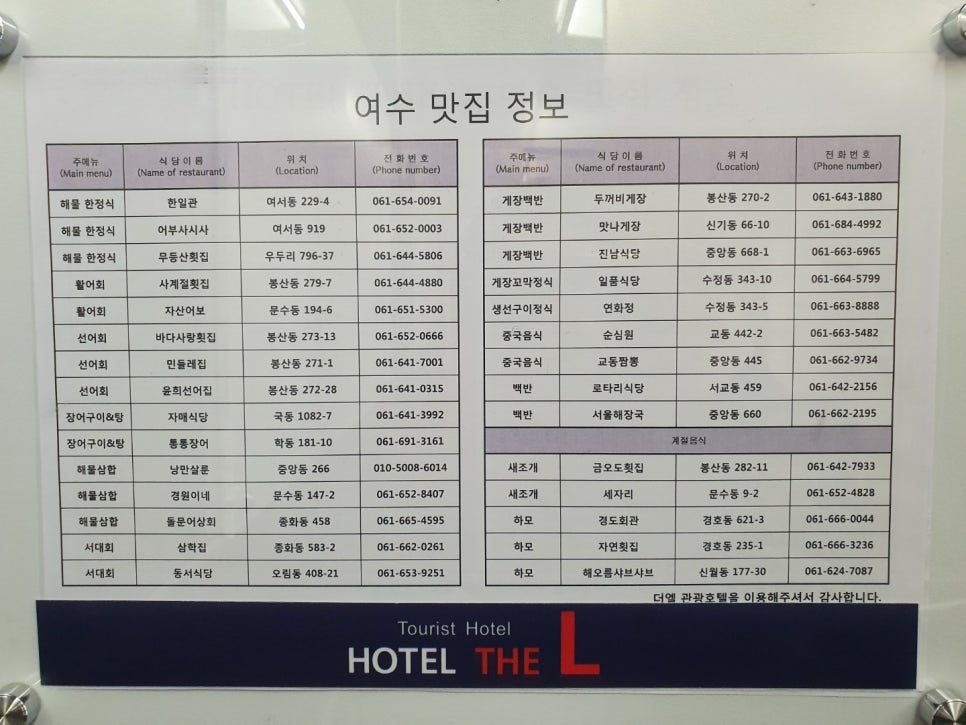 여수 맛집 정보
주메뉴 식당이름 위치 전화번호
(Main menu) (Name of restaurant) (Location) (Phone number)
해물 한정식 한일관 여서동 229-4 061-654-0091
해물 한정식 어부사시사 여서동 919 061-652-0003
해물 한정식 무등산횟집 우두리 796-37 061-644-5806
활어회 사계절횟집 봉산동 279-7 061-644-4880
활어회 자산어보 문수동 194-6 061-651-5300
선어회 바다사랑횟집 봉산동 273-13 061-652-0666
선어회 민들레집 봉산동 271-1 061-641-7001
선어회 윤희선어집 봉산동 272-28 061-641-0315
장어구이&탕 자매식당 국동 1082-7 061-641-3992
장어구이&탕 통통장어 학동 181-10 061-691-3161
해물삼합 낭만살룬 중앙동 266 010-5008-6014
해물삼합 경원이네 문수동 147-2 061-652-8407
해물삼합 돌문어상회 종화동 458 061-665-4595
서대회 삼학집 종화동 583-2 061-662-0261
서대회 동서식당 오림동 408-21 061-653-9251
주메뉴 식당이름 위치 전화번호
(Main menu) (Name of restaurant) (Location) (Phone number)
게장백반 두꺼비게장 봉산동 270-2 061-643-1880
게장백반 맛나게장 신기동 66-10 061-684-4992
게장백반 진남식당 중앙동 668-1 061-663-6965
게장꼬막정식 일품식당 수정동 343-10 061-664-5799
생선구이정식 연화정 수정동 343-5 061-663-8888
중국음식 순심원 교동 442-2 061-663-5482
중국음식 교동짬뽕 중앙동 445 061-662-9734
백반 로타리식당 서교동 459 061-642-2156
백반 서울해장국 중앙동 660 061-662-2195
계절음식
새조개 금오도횟집 봉산동 282-11 061-642-7933
새조개 세자리 문수동 9-2 061-652-4828
하모 경도회관 경호동 621-3 061-666-0044
하모 자연횟집 경호동 235-1 061-666-3236
하모 해오름샤브샤브 신월동 177-30 061-624-7087
더엘 관광호텔을 이용해주셔서 감사합니다.
Tourist Hotel
HOTEL THE L